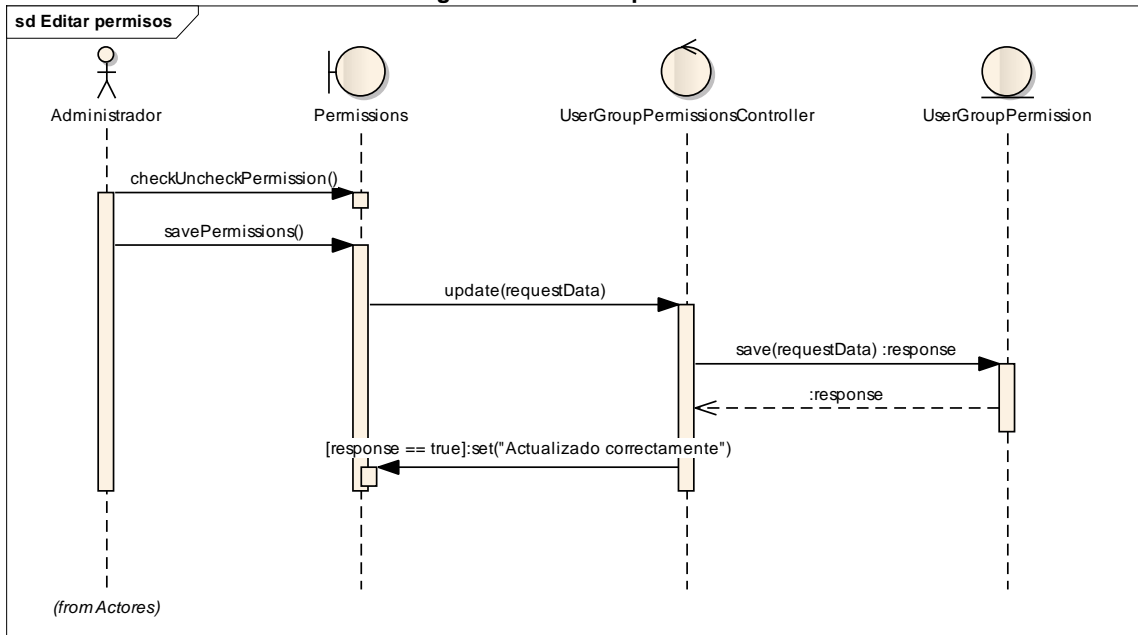 sd Editar permisos
Administrador
Permissions
UserGroupPermissionsController
UserGroupPermission
checkUncheckPermission()
savePermissions()
update(requestData)
save(requestData) :response
:response
[response == true]:set("Actualizado correctamente")
(from Actores)